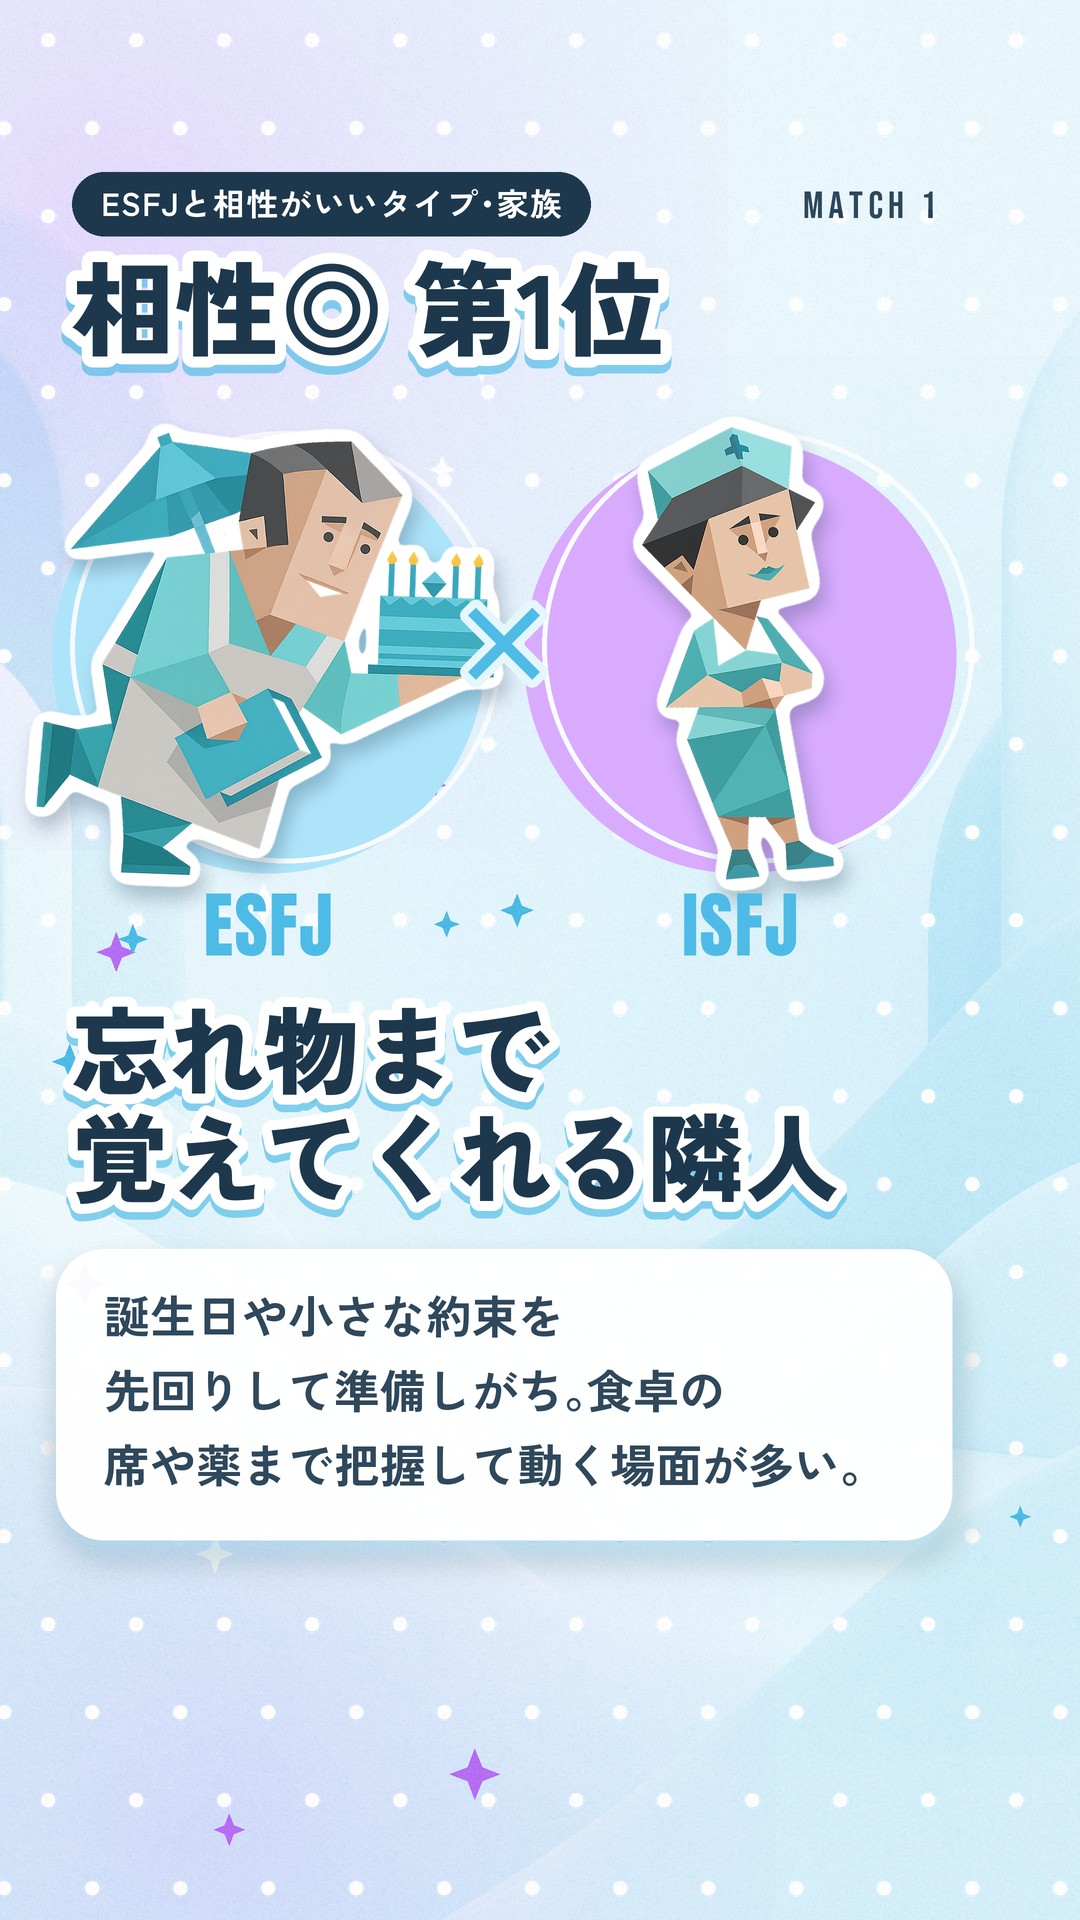 ESFJと相性がいいタイプ・家族
MATCH 1
相性◎ 第1位
ESFJ
ISFJ
忘れ物まで
覚えてくれる隣人
誕生日や小さな約束を
先回りして準備しがち。食卓の
席や薬まで把握して動く場面が多い。